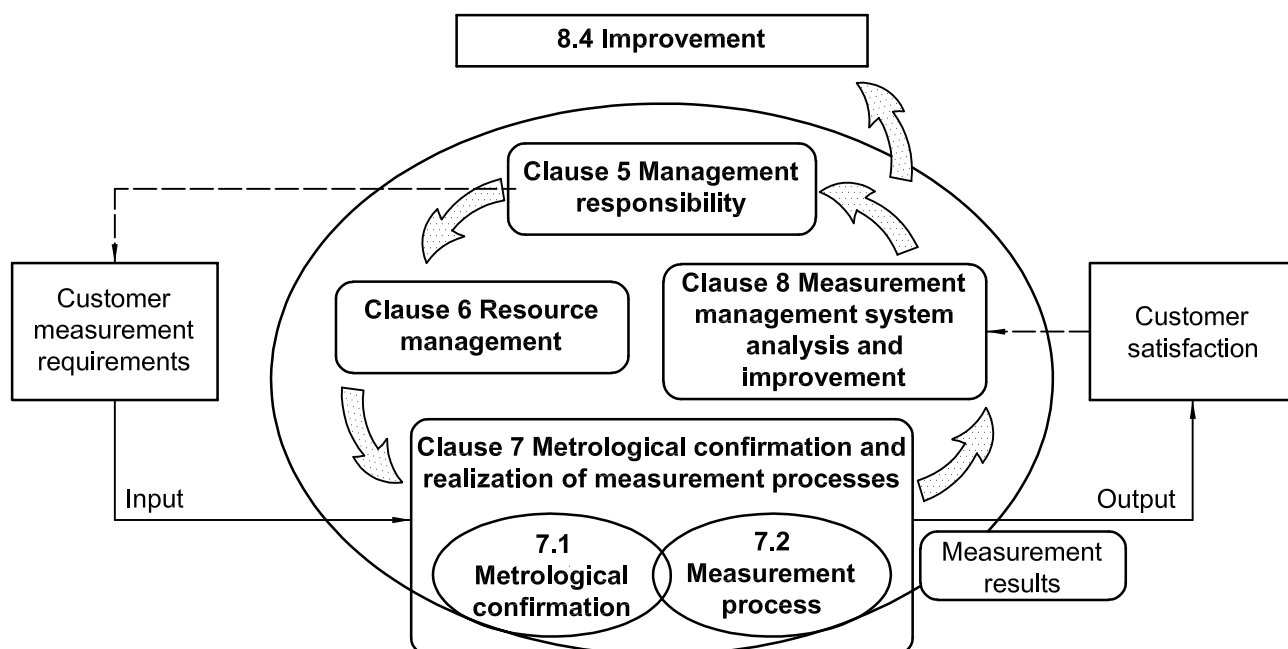 8.4 Improvement
Clause 5 Management
responsibility
Customer
measurement
requirements
Clause 6 Resource
management
Clause 8 Measurement
management system
analysis and
improvement
Customer
satisfaction
Clause 7 Metrological confirmation and
realization of measurement processes
Input
Output
7.1
Metrological
confirmation
7.2
Measurement
process
Measurement
results